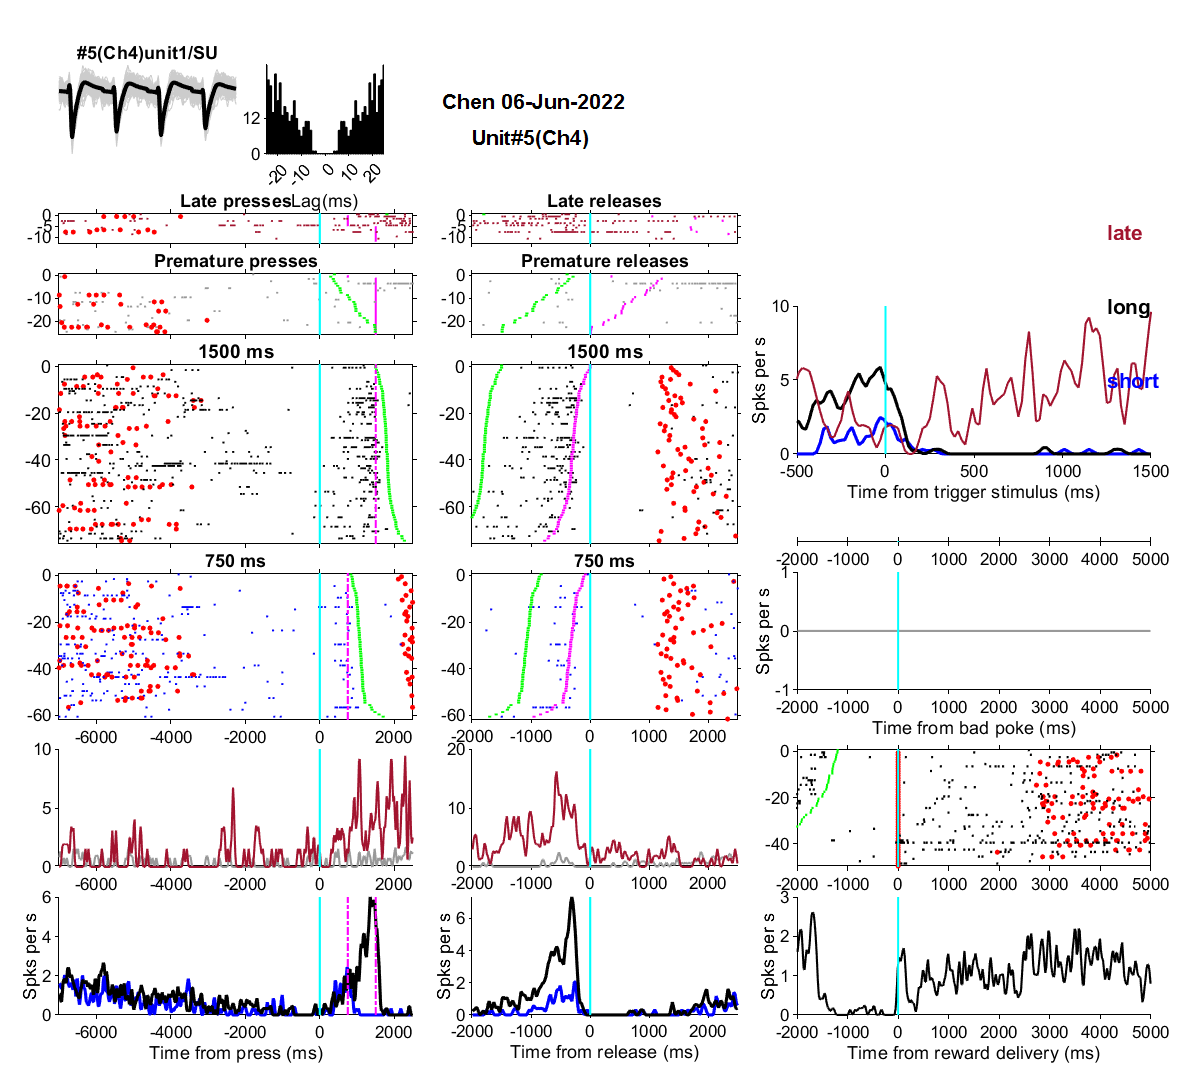 #5(Ch4)unit1/SU
Chen 06-Jun-2022
Unit#5(Ch4)
12
0
-20 -10 0 10 20
Lag(ms)
Late presses
0
-5
-10
Late releases
0
-5
-10
late
Premature presses
0
-10
-20
Premature releases
0
-10
-20
long
short
1500 ms
0
-20
-40
-60
1500 ms
0
-20
-40
-60
Spks per s
10
5
0
-500 0 500 1000 1500
Time from trigger stimulus (ms)
-2000 -1000 0 1000 2000 3000 4000 5000
750 ms
0
-20
-40
-60
-6000 -4000 -2000 0 2000
750 ms
0
-20
-40
-60
-2000 -1000 0 1000 2000
Spks per s
1
0
-1
-2000 -1000 0 1000 2000 3000 4000 5000
Time from bad poke (ms)
10
5
0
-6000 -4000 -2000 0 2000
20
10
0
-2000 -1000 0 1000 2000
0
-20
-40
-2000 -1000 0 1000 2000 3000 4000 5000
Spks per s
6
4
2
0
-6000 -4000 -2000 0 2000
Time from press (ms)
Spks per s
6
4
2
0
-2000 -1000 0 1000 2000
Time from release (ms)
Spks per s
3
2
1
0
-2000 -1000 0 1000 2000 3000 4000 5000
Time from reward delivery (ms)